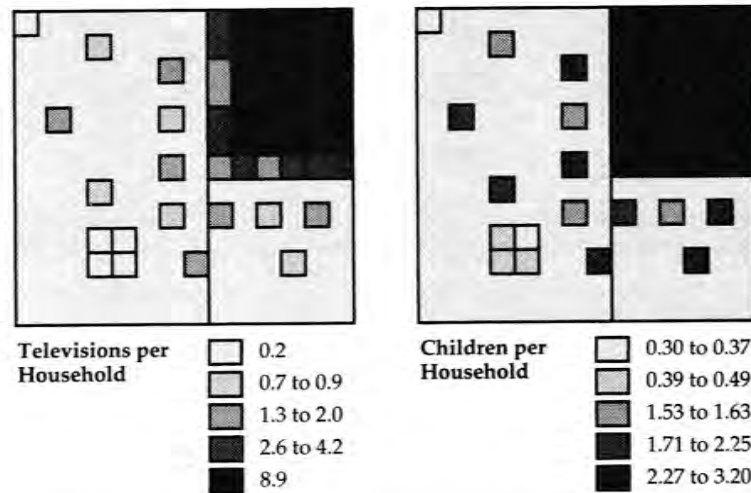 Televisions per
Household
0.2
0.7 to 0.9
1.3 to 2.0
2.6 to 4.2
8.9
Children per
Household
0.30 to 0.37
0.39 to 0.49
1.53 to 1.63
1.71 to 2.25
2.27 to 3.20